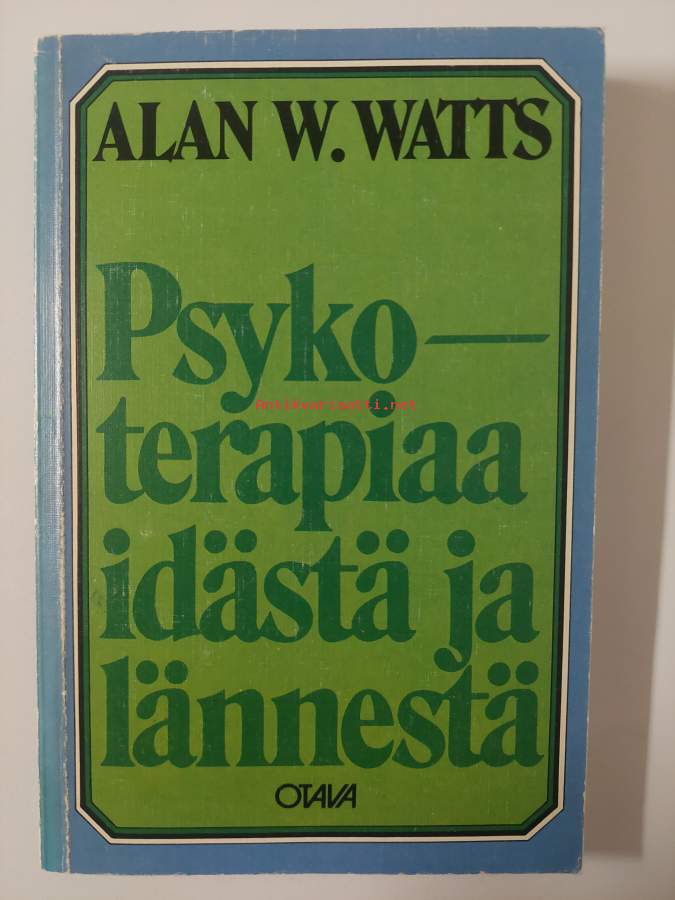 ALAN W. WATTS
Psyko—
Antikvariaatti.net
terapiaa
idästä ja
lännestä
OTAVA